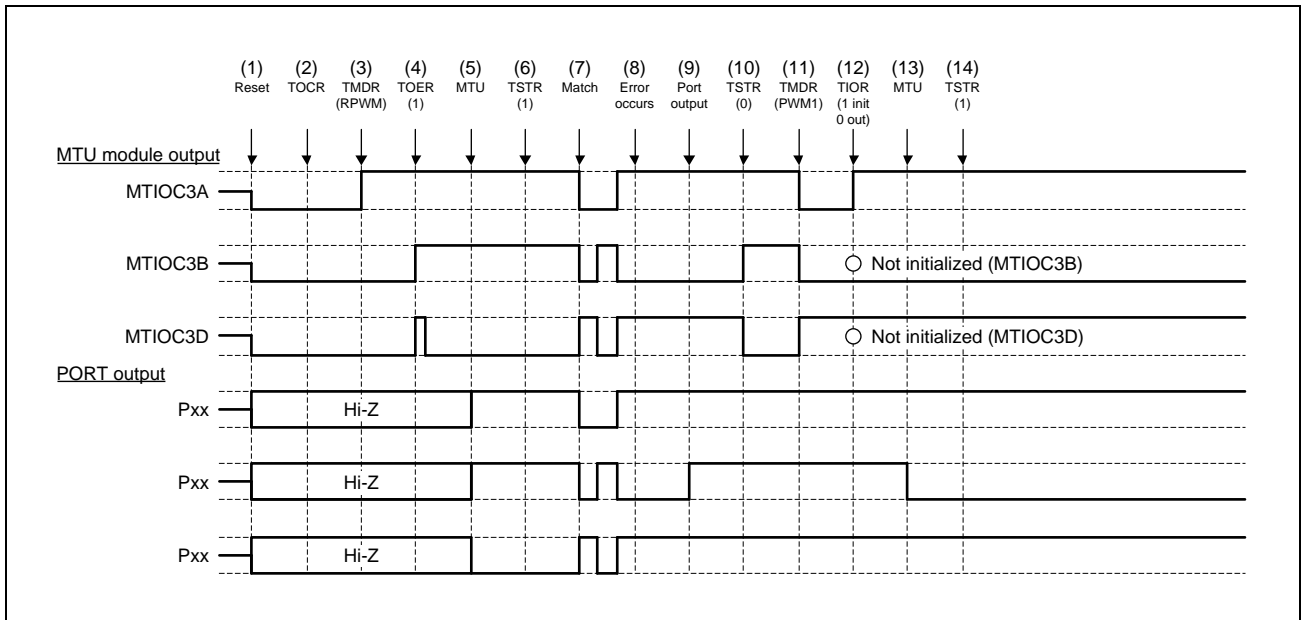 (1) (2) (3) (4) (5) (6) (7) (8) (9) (10) (11) (12) (13) (14)
Reset TOCR TMDR TOER MTU TSTR Match Error Port TSTR TMDR TIOR MTU TSTR
(RPWM) (1) (1) occurs output (0) (PWM1) (1 init (1)
0 out)
MTU module output
MTIOC3A
MTIOC3B Not initialized (MTIOC3B)
MTIOC3D Not initialized (MTIOC3D)
PORT output
Pxx Hi-Z
Pxx Hi-Z
Pxx Hi-Z